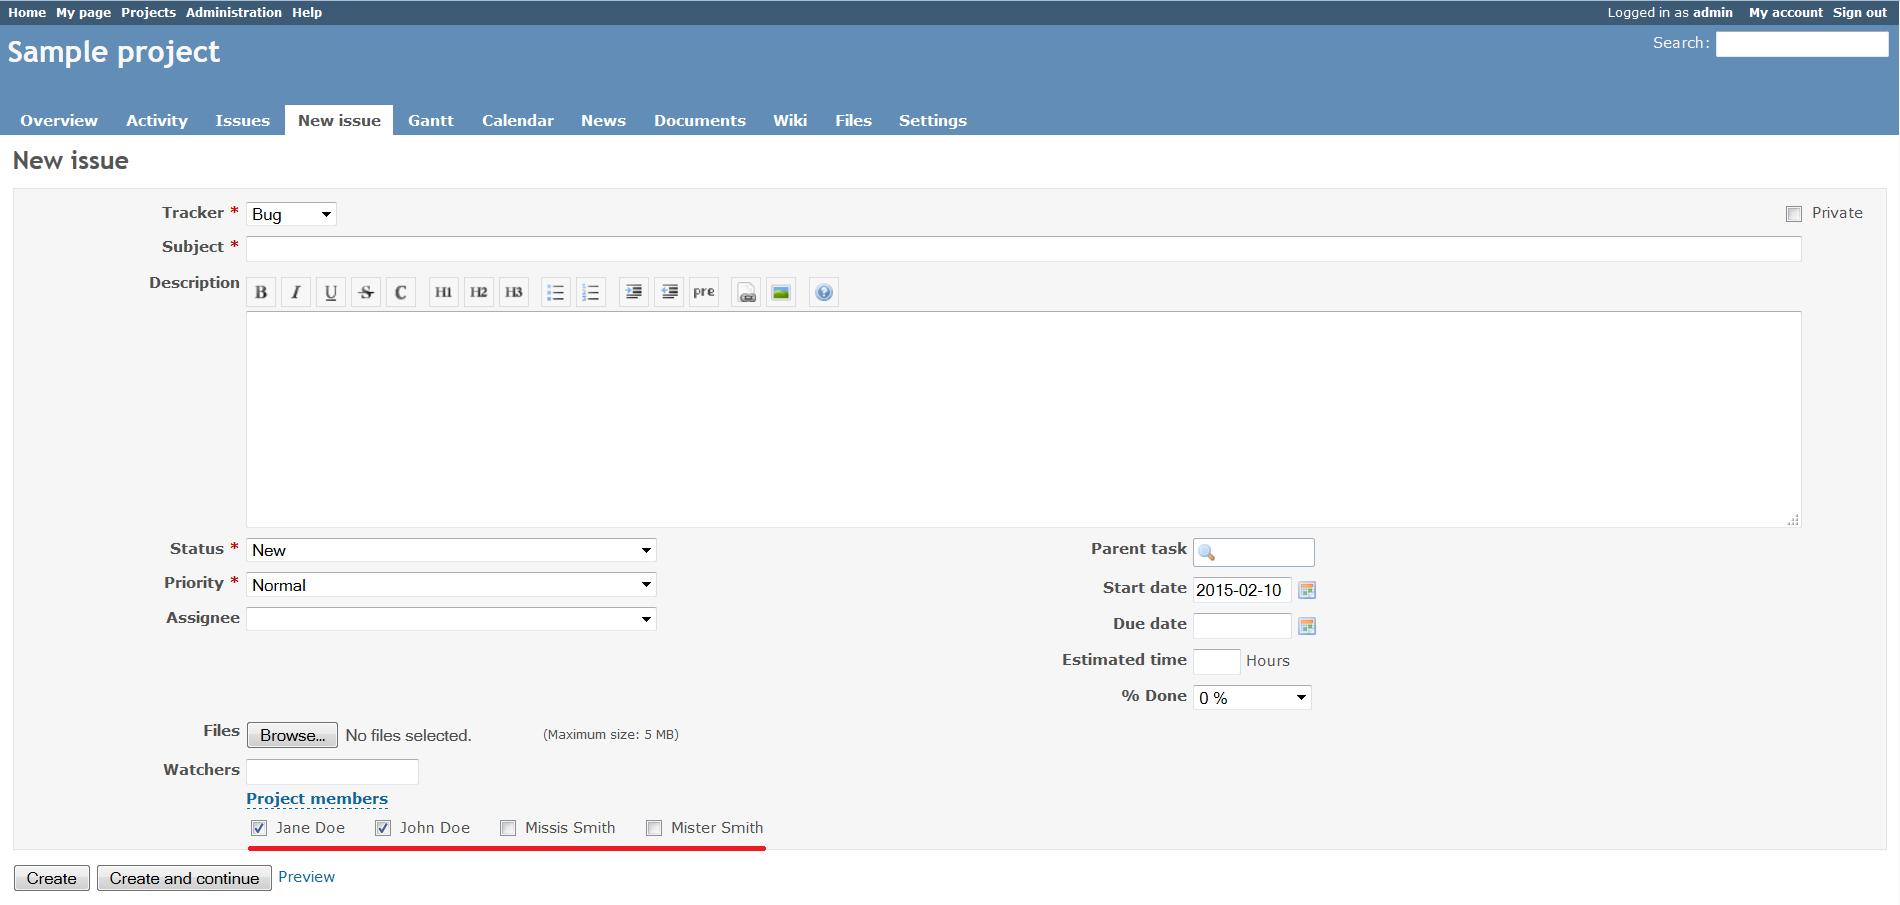 Home My page Projects Administration Help Logged in as admin My account Sign out
Sample project Search:
Overview Activity Issues New issue Gantt Calendar News Documents Wiki Files Settings
New issue
Tracker * Bug Private
Subject *
Description B I U S C H1 H2 H3 pre
Status * New Parent task
Priority * Normal Start date 2015-02-10
Assignee Due date
Estimated time Hours
% Done 0 %
Files Browse... No files selected. (Maximum size: 5 MB)
Watchers
Project members
Jane Doe John Doe Missis Smith Mister Smith
Create Create and continue Preview